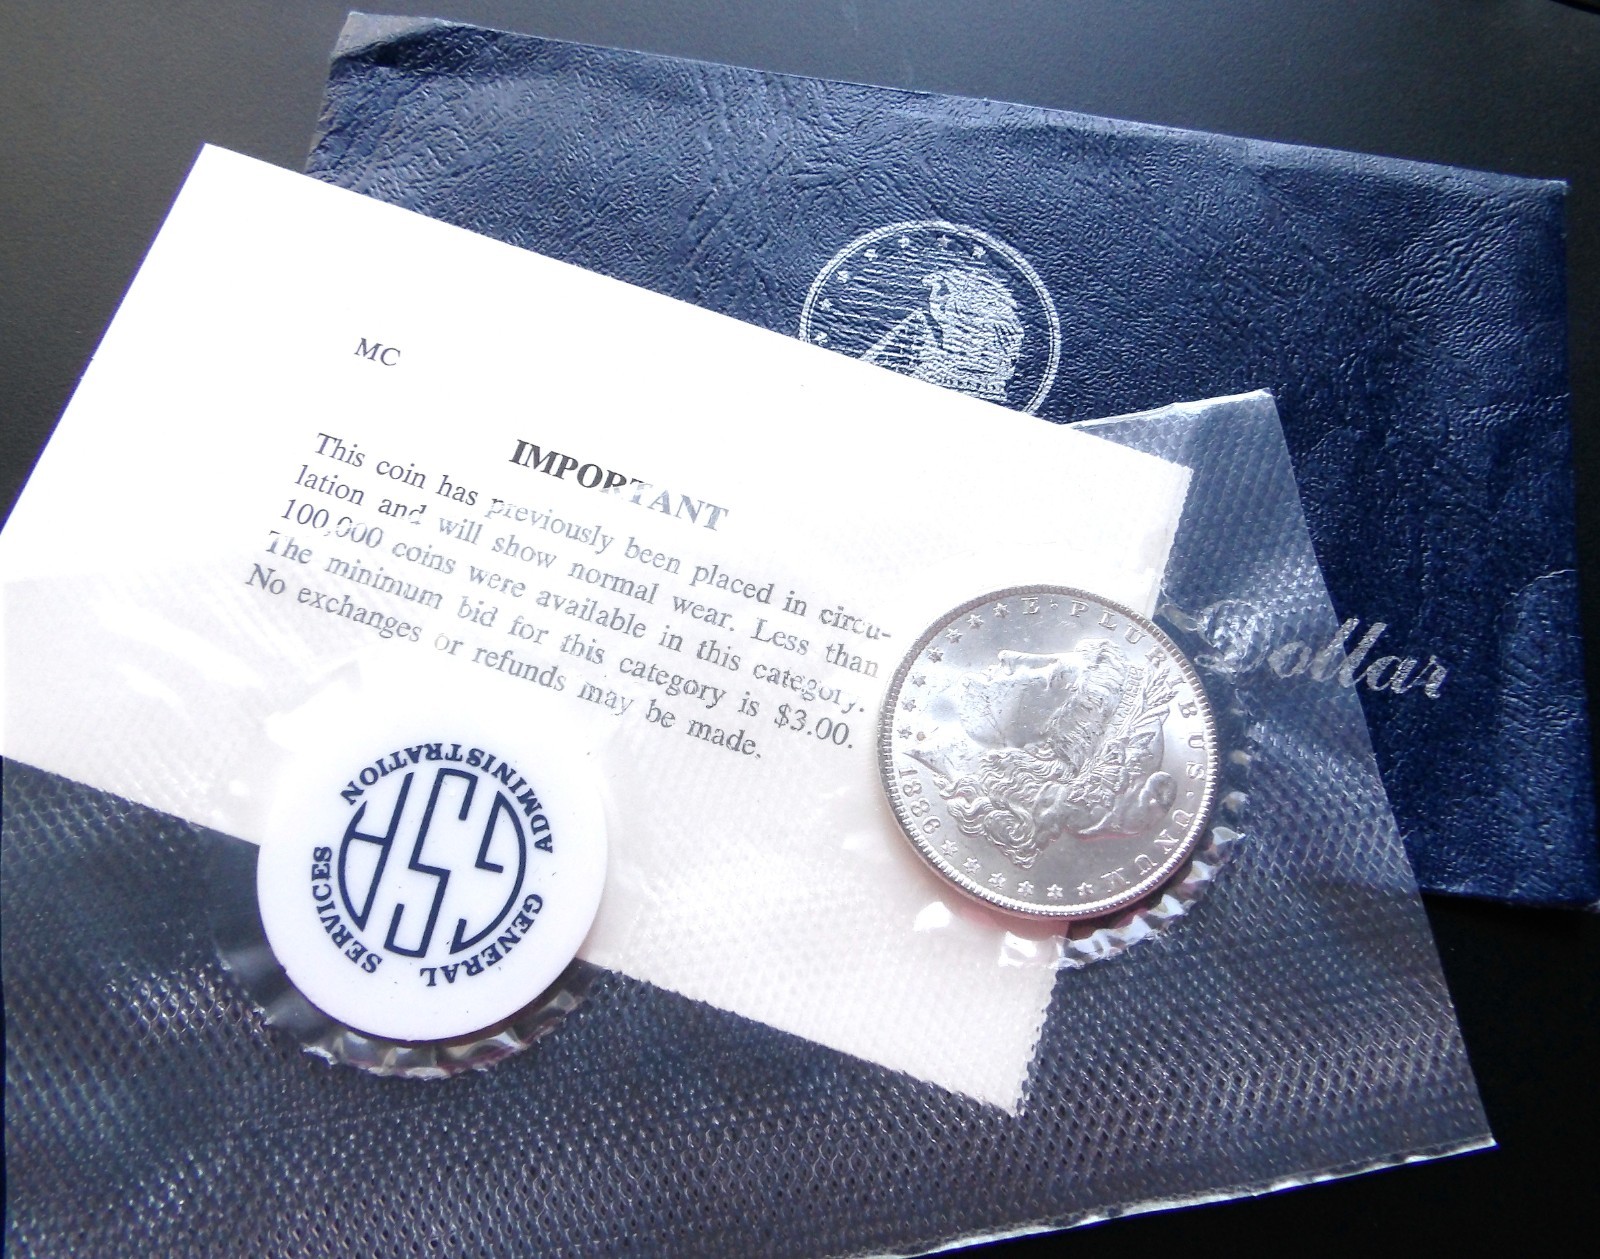 MC
IMPORTANT
This coin has previously been placed in circu-
lation and will show normal wear. Less than
100,000 coins were available in this category.
The minimum bid for this category is $3.00.
No exchanges or refunds may be made.
Dollar
E·PLURIBUS·UNUM
1886
GENERAL SERVICES ADMINISTRATION
GSA